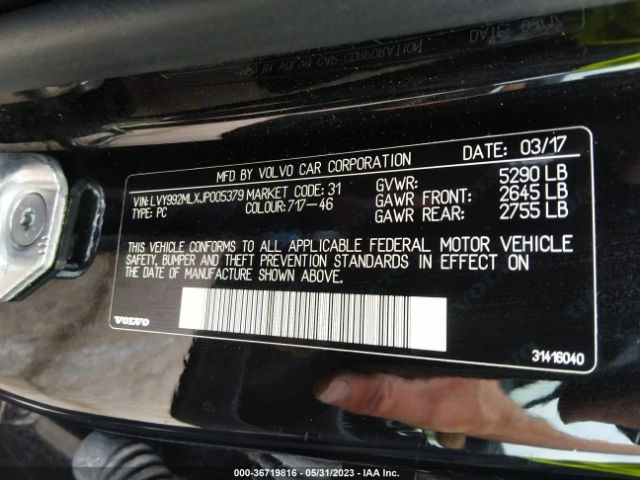 MFD BY VOLVO CAR CORPORATION DATE: 03/17
VIN: LVY992MLXJP005379 MARKET CODE: 31 GVWR: 5290 LB
TYPE: PC COLOUR: 717-46 GAWR FRONT: 2645 LB
GAWR REAR: 2755 LB
THIS VEHICLE CONFORMS TO ALL APPLICABLE FEDERAL MOTOR VEHICLE
SAFETY, BUMPER AND THEFT PREVENTION STANDARDS IN EFFECT ON
THE DATE OF MANUFACTURE SHOWN ABOVE.
VOLVO
31416040
000-36719816 - 05/31/2023 - IAA Inc.